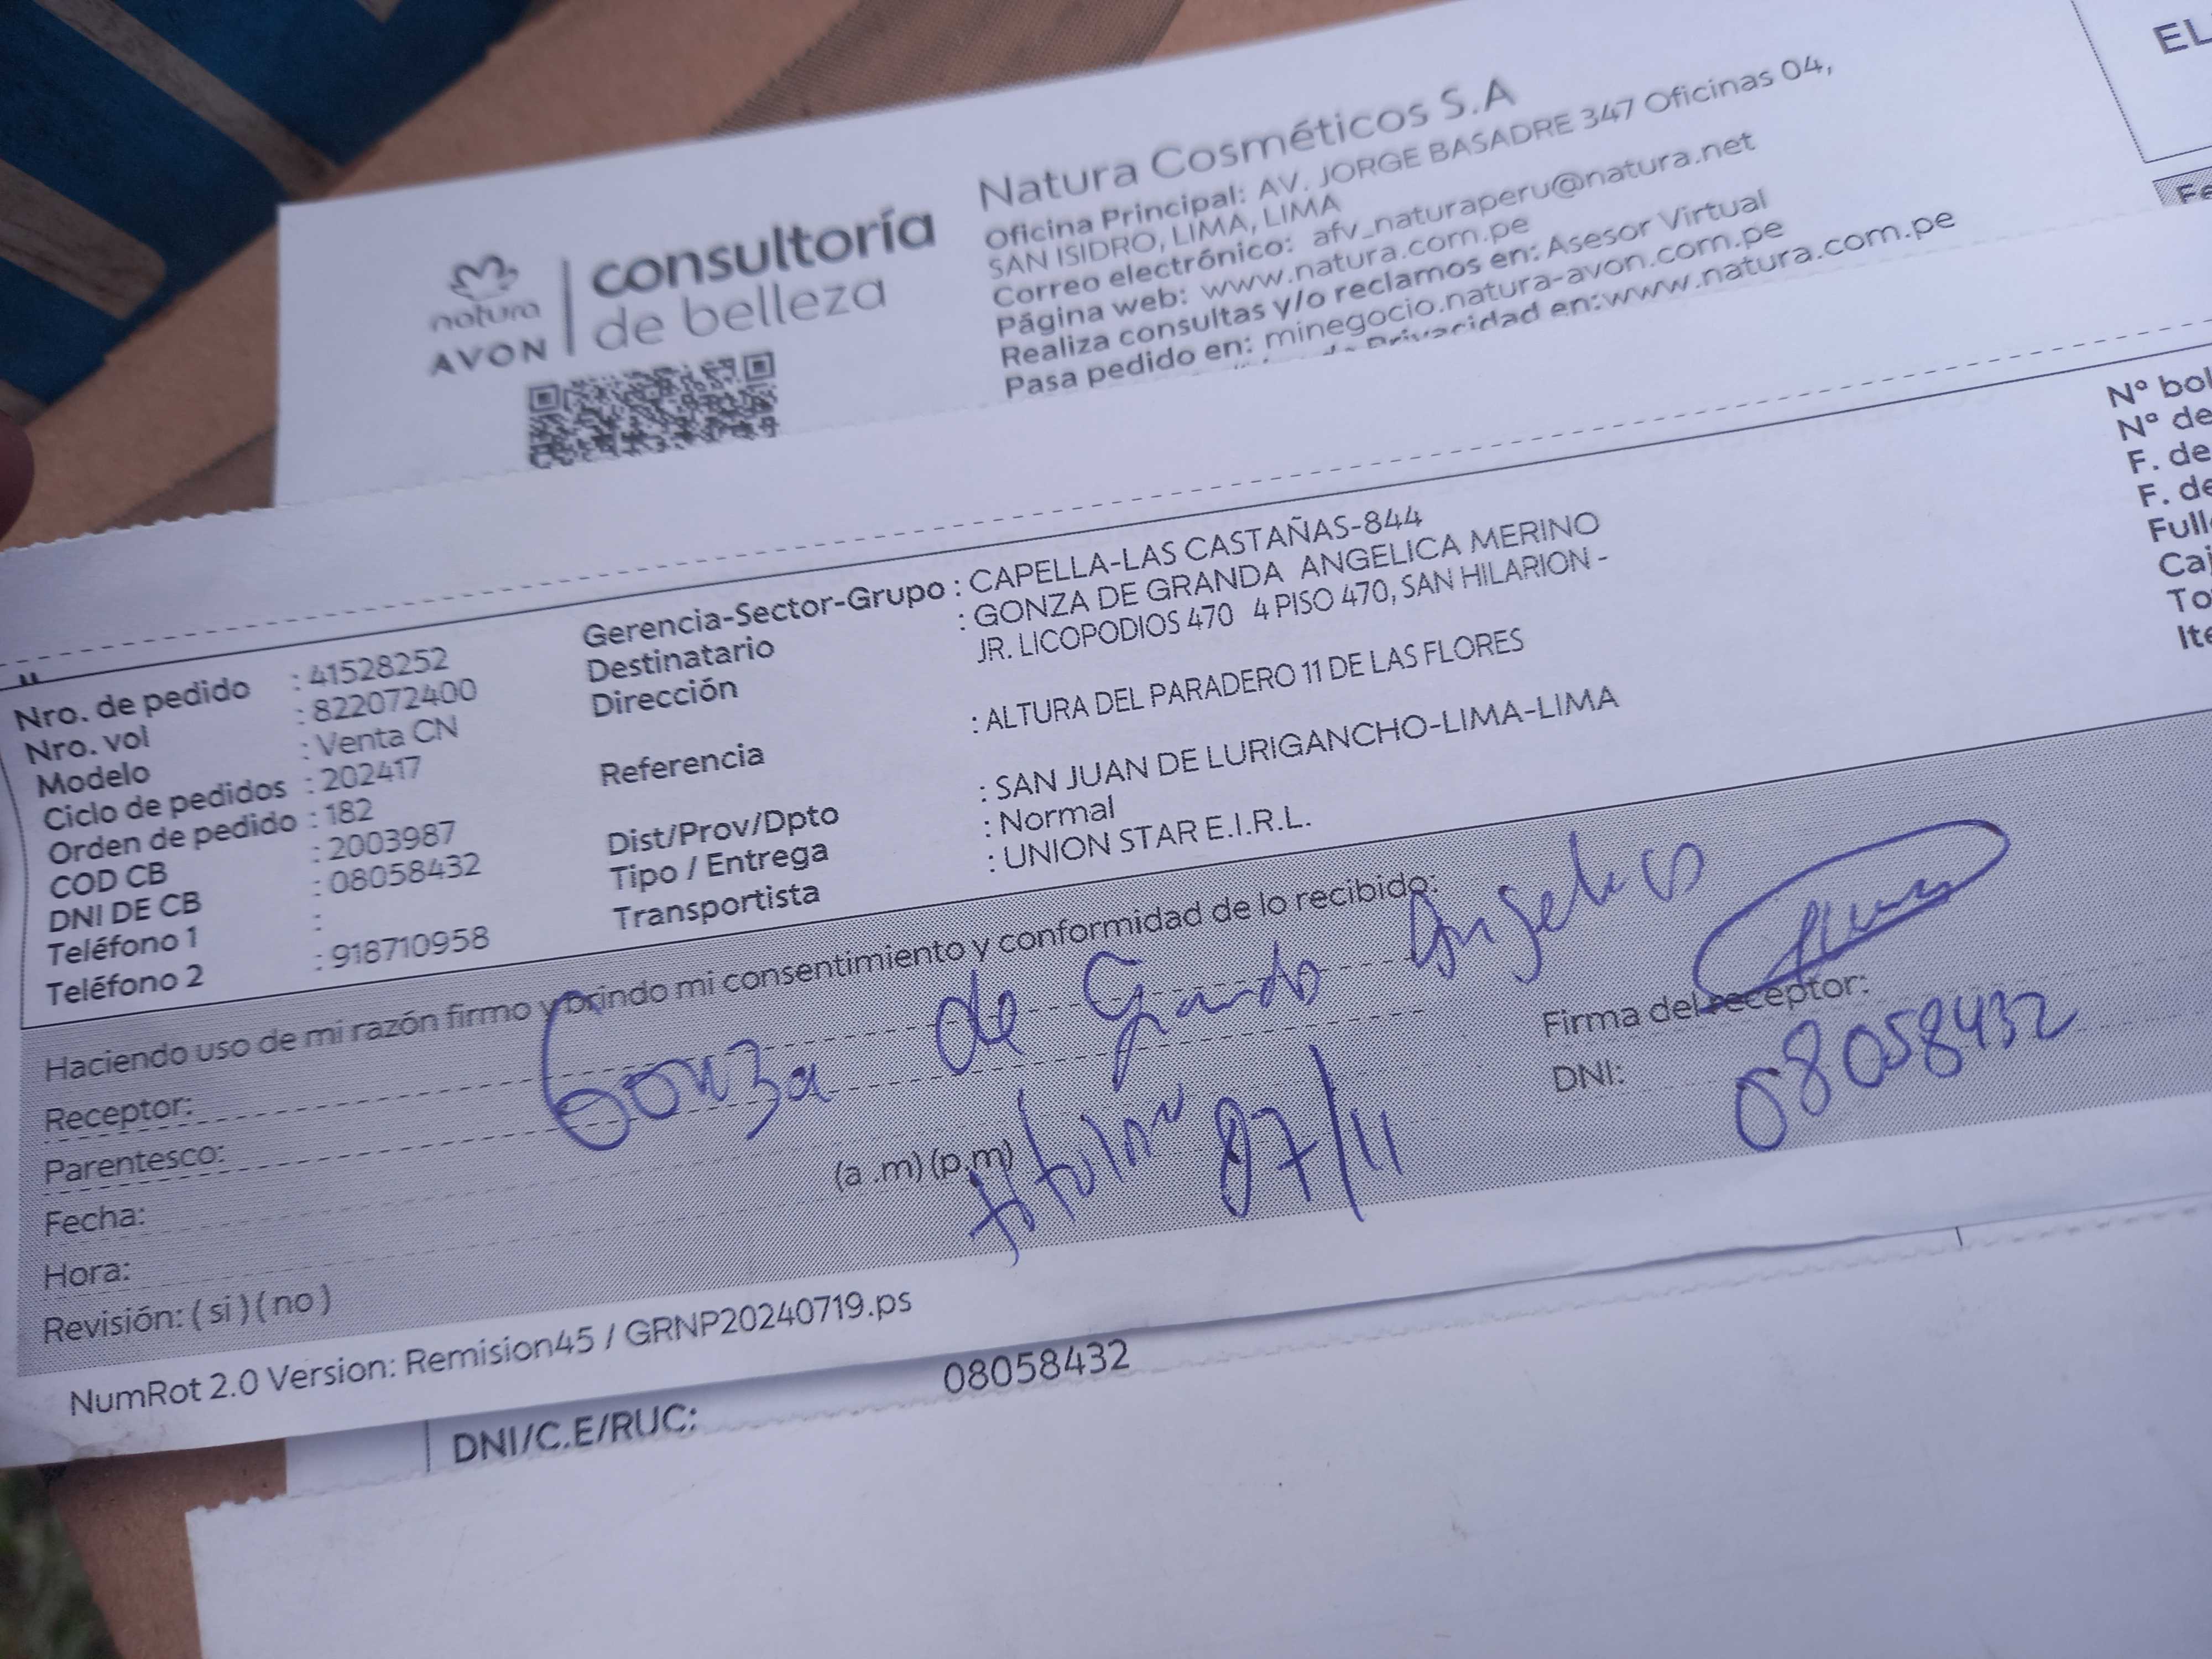 natura
AVON
consultoría
de belleza
Natura Cosméticos S.A
Oficina Principal: AV. JORGE BASADRE 347 Oficinas 04,
SAN ISIDRO, LIMA, LIMA
Correo electrónico: afv_naturaperu@natura.net
Página web: www.natura.com.pe
Realiza consultas y/o reclamos en: Asesor Virtual
Pasa pedido en: minegocio.natura-avon.com.pe
de Privacidad en:www.natura.com.pe
EL
Fe
Nro. de pedido : 41528252
Nro. vol : 822072400
Modelo : Venta CN
Ciclo de pedidos : 202417
Orden de pedido : 182
COD CB : 2003987
DNI DE CB : 08058432
Teléfono 1 :
Teléfono 2 : 918710958
Gerencia-Sector-Grupo : CAPELLA-LAS CASTAÑAS-844
Destinatario : GONZA DE GRANDA ANGELICA MERINO
Dirección JR. LICOPODIOS 470 4 PISO 470, SAN HILARION -
Referencia : ALTURA DEL PARADERO 11 DE LAS FLORES
Dist/Prov/Dpto : SAN JUAN DE LURIGANCHO-LIMA-LIMA
Tipo / Entrega : Normal
Transportista : UNION STAR E.I.R.L.
N° bol
N° de
F. de
F. de
Full
Caj
To
Ite
Haciendo uso de mi razón firmo y brindo mi consentimiento y conformidad de lo recibido:
Receptor: Gonza de Granda Angelica
Parentesco: titular
Fecha: 07/11
Hora: (a .m) (p.m)
Revisión: ( si ) ( no )
Firma del receptor:
DNI: 08058432
NumRot 2.0 Version: Remision45 / GRNP20240719.ps
DNI/C.E/RUC: 08058432